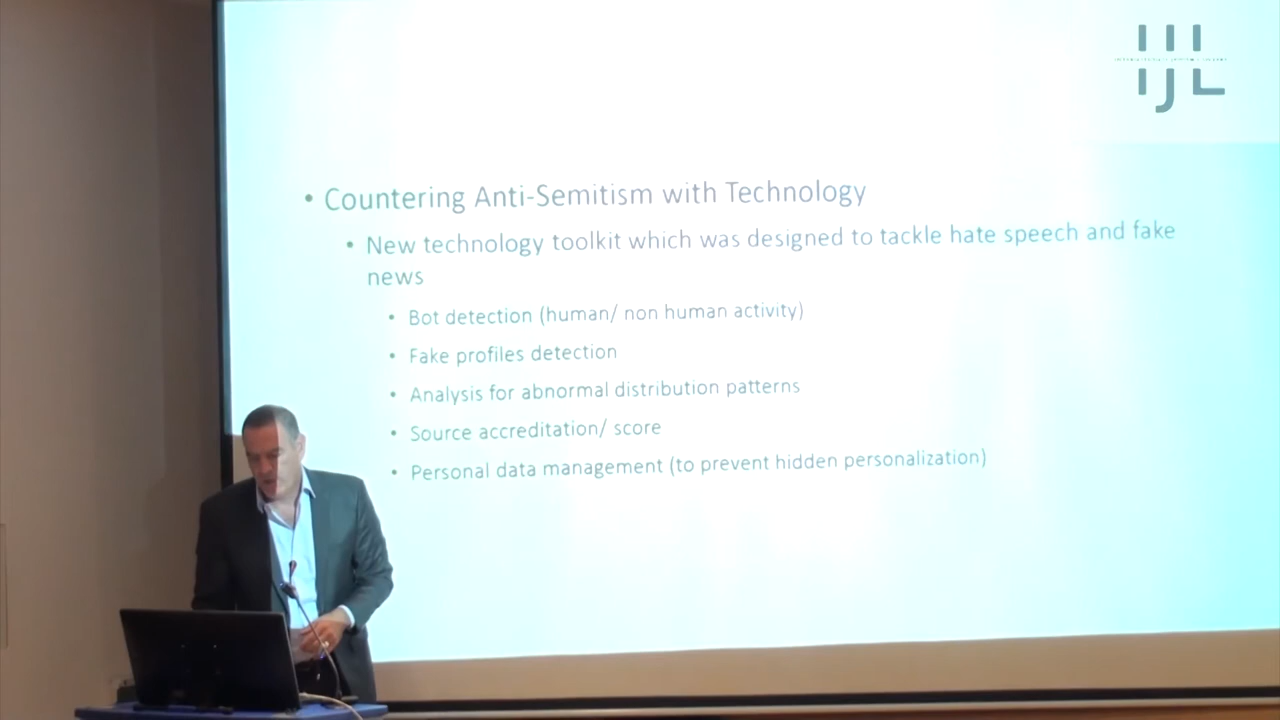 IJL
• Countering Anti-Semitism with Technology
• New technology toolkit which was designed to tackle hate speech and fake
news
• Bot detection (human/ non human activity)
• Fake profiles detection
• Analysis for abnormal distribution patterns
• Source accreditation/ score
• Personal data management (to prevent hidden personalization)